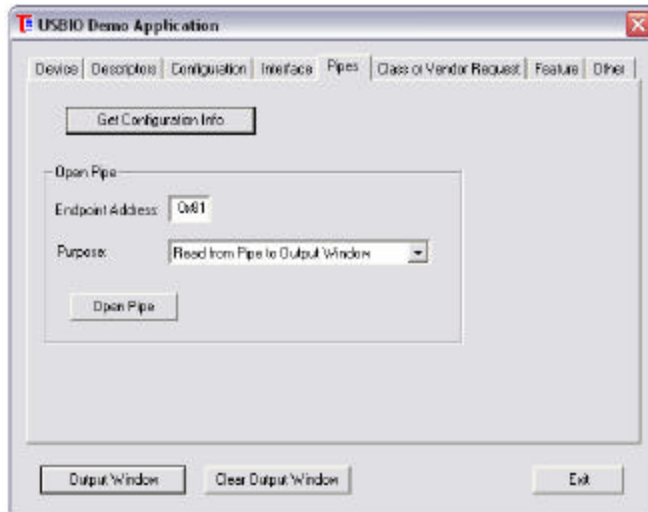 USBIO Demo Application
Device Descriptors Configuration Interface Pipes Class or Vendor Request Feature Other
Get Configuration Info
Open Pipe
Endpoint Address: 0x81
Purpose: Read from Pipe to Output Window
Open Pipe
Output Window Clear Output Window Exit